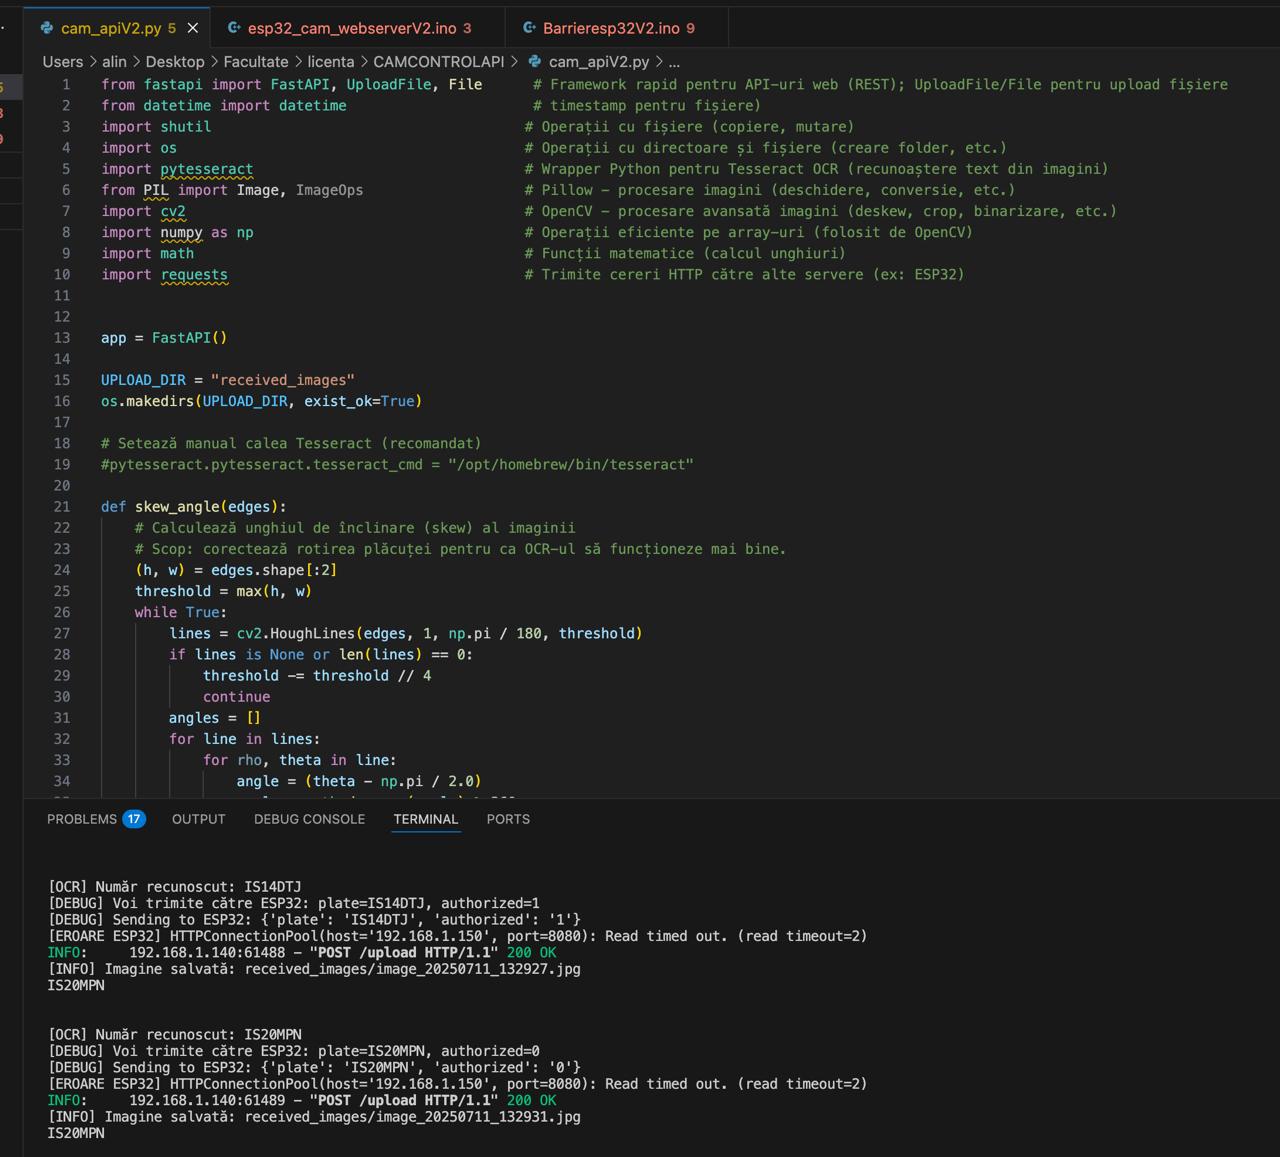 cam_apiV2.py 5
esp32_cam_webserverV2.ino 3
Barrieresp32V2.ino 9
Users > alin > Desktop > Facultate > licenta > CAMCONTROLAPI > cam_apiV2.py > ...
1 from fastapi import FastAPI, UploadFile, File # Framework rapid pentru API-uri web (REST); UploadFile/File pentru upload fișiere
2 from datetime import datetime # timestamp pentru fișiere)
3 import shutil # Operații cu fișiere (copiere, mutare)
4 import os # Operații cu directoare și fișiere (creare folder, etc.)
5 import pytesseract # Wrapper Python pentru Tesseract OCR (recunoaștere text din imagini)
6 from PIL import Image, ImageOps # Pillow – procesare imagini (deschidere, conversie, etc.)
7 import cv2 # OpenCV – procesare avansată imagini (deskew, crop, binarizare, etc.)
8 import numpy as np # Operații eficiente pe array-uri (folosit de OpenCV)
9 import math # Funcții matematice (calcul unghiuri)
10 import requests # Trimite cereri HTTP către alte servere (ex: ESP32)
11
12
13 app = FastAPI()
14
15 UPLOAD_DIR = "received_images"
16 os.makedirs(UPLOAD_DIR, exist_ok=True)
17
18 # Setează manual calea Tesseract (recomandat)
19 #pytesseract.pytesseract.tesseract_cmd = "/opt/homebrew/bin/tesseract"
20
21 def skew_angle(edges):
22 # Calculează unghiul de înclinare (skew) al imaginii
23 # Scop: corectează rotirea plăcuței pentru ca OCR-ul să funcționeze mai bine.
24 (h, w) = edges.shape[:2]
25 threshold = max(h, w)
26 while True:
27 lines = cv2.HoughLines(edges, 1, np.pi / 180, threshold)
28 if lines is None or len(lines) == 0:
29 threshold -= threshold // 4
30 continue
31 angles = []
32 for line in lines:
33 for rho, theta in line:
34 angle = (theta - np.pi / 2.0)
PROBLEMS 17 OUTPUT DEBUG CONSOLE TERMINAL PORTS
[OCR] Număr recunoscut: IS14DTJ
[DEBUG] Voi trimite către ESP32: plate=IS14DTJ, authorized=1
[DEBUG] Sending to ESP32: {'plate': 'IS14DTJ', 'authorized': '1'}
[EROARE ESP32] HTTPConnectionPool(host='192.168.1.150', port=8080): Read timed out. (read timeout=2)
INFO: 192.168.1.140:61488 - "POST /upload HTTP/1.1" 200 OK
[INFO] Imagine salvată: received_images/image_20250711_132927.jpg
IS20MPN
[OCR] Număr recunoscut: IS20MPN
[DEBUG] Voi trimite către ESP32: plate=IS20MPN, authorized=0
[DEBUG] Sending to ESP32: {'plate': 'IS20MPN', 'authorized': '0'}
[EROARE ESP32] HTTPConnectionPool(host='192.168.1.150', port=8080): Read timed out. (read timeout=2)
INFO: 192.168.1.140:61489 - "POST /upload HTTP/1.1" 200 OK
[INFO] Imagine salvată: received_images/image_20250711_132931.jpg
IS20MPN